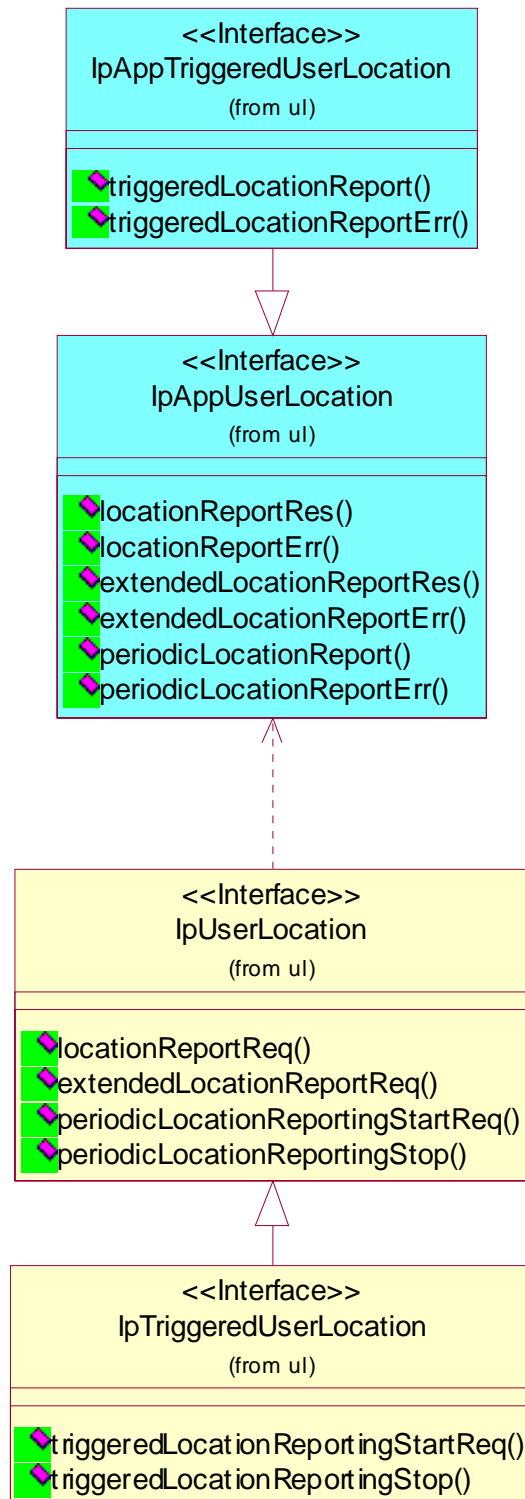 <<Interface>>
IpAppTriggeredUserLocation
(from ul)
triggeredLocationReport()
triggeredLocationReportErr()
<<Interface>>
IpAppUserLocation
(from ul)
locationReportRes()
locationReportErr()
extendedLocationReportRes()
extendedLocationReportErr()
periodicLocationReport()
periodicLocationReportErr()
<<Interface>>
IpUserLocation
(from ul)
locationReportReq()
extendedLocationReportReq()
periodicLocationReportingStartReq()
periodicLocationReportingStop()
<<Interface>>
IpTriggeredUserLocation
(from ul)
triggeredLocationReportingStartReq()
triggeredLocationReportingStop()